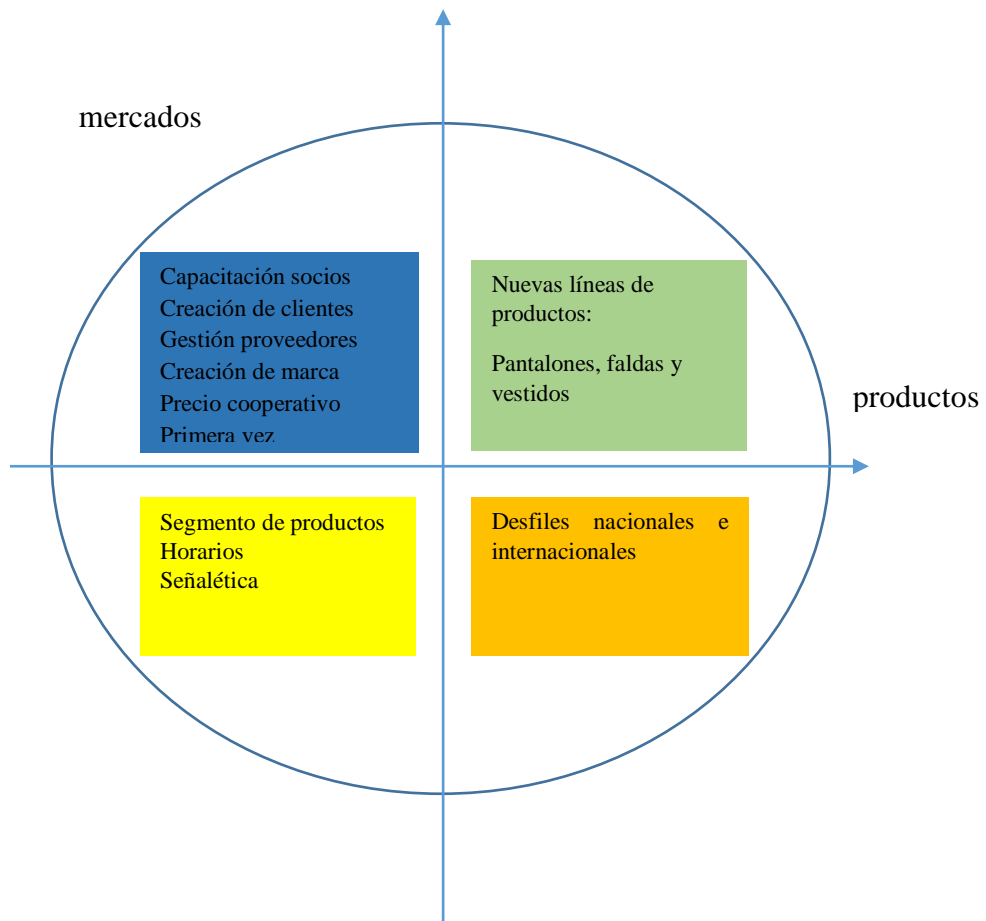 mercados
Capacitación socios
Creación de clientes
Gestión proveedores
Creación de marca
Precio cooperativo
Primera vez
Nuevas líneas de
productos:
Pantalones, faldas y
vestidos
productos
Segmento de productos
Horarios
Señalética
Desfiles nacionales e
internacionales